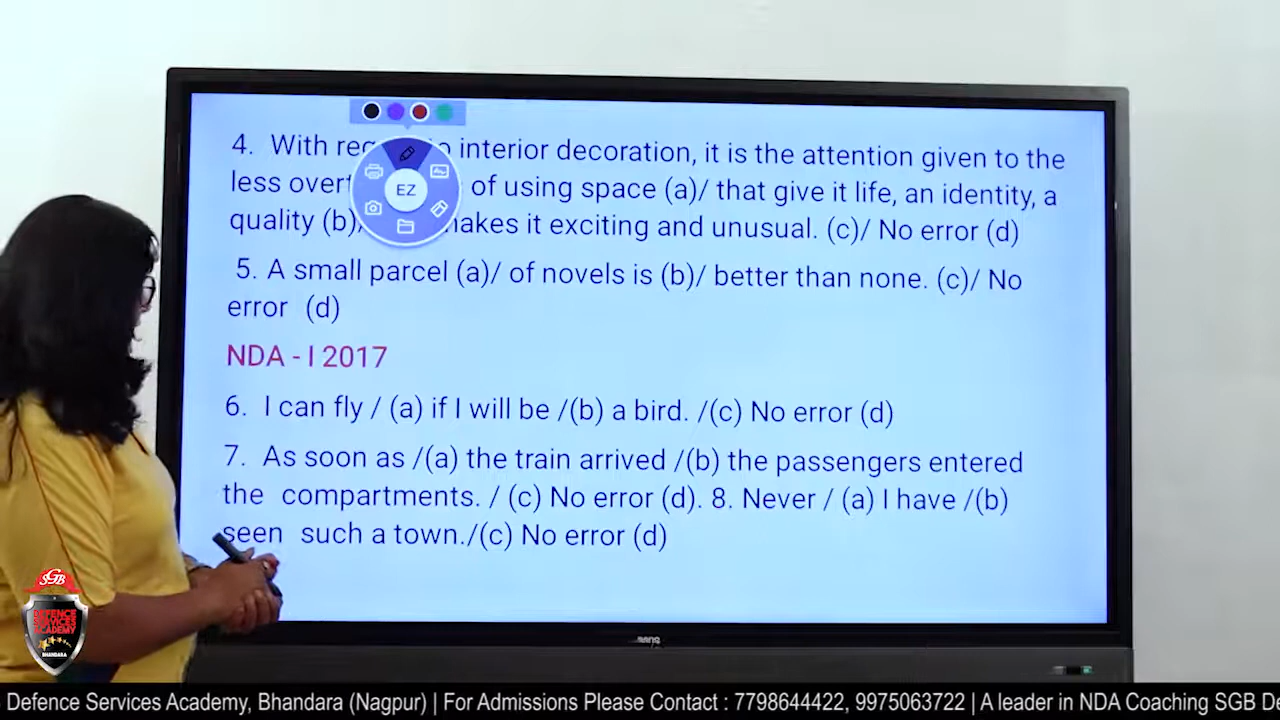 4. With interior decoration, it is the attention given to the
less of using space (a)/ that give it life, an identity, a
quality (b) it exciting and unusual. (c)/ No error (d)
5. A small parcel (a)/ of novels is (b)/ better than none. (c)/ No
error (d)
NDA - I 2017
6. I can fly / (a) if I will be /(b) a bird. /(c) No error (d)
7. As soon as /(a) the train arrived /(b) the passengers entered
the compartments. / (c) No error (d). 8. Never / (a) I have /(b)
seen such a town./(c) No error (d)
EZ
SGB
DEFENCE
SERVICES
ACADEMY
BHANDARA
BenQ
Defence Services Academy, Bhandara (Nagpur) | For Admissions Please Contact : 7798644422, 9975063722 | A leader in NDA Coaching SGB De